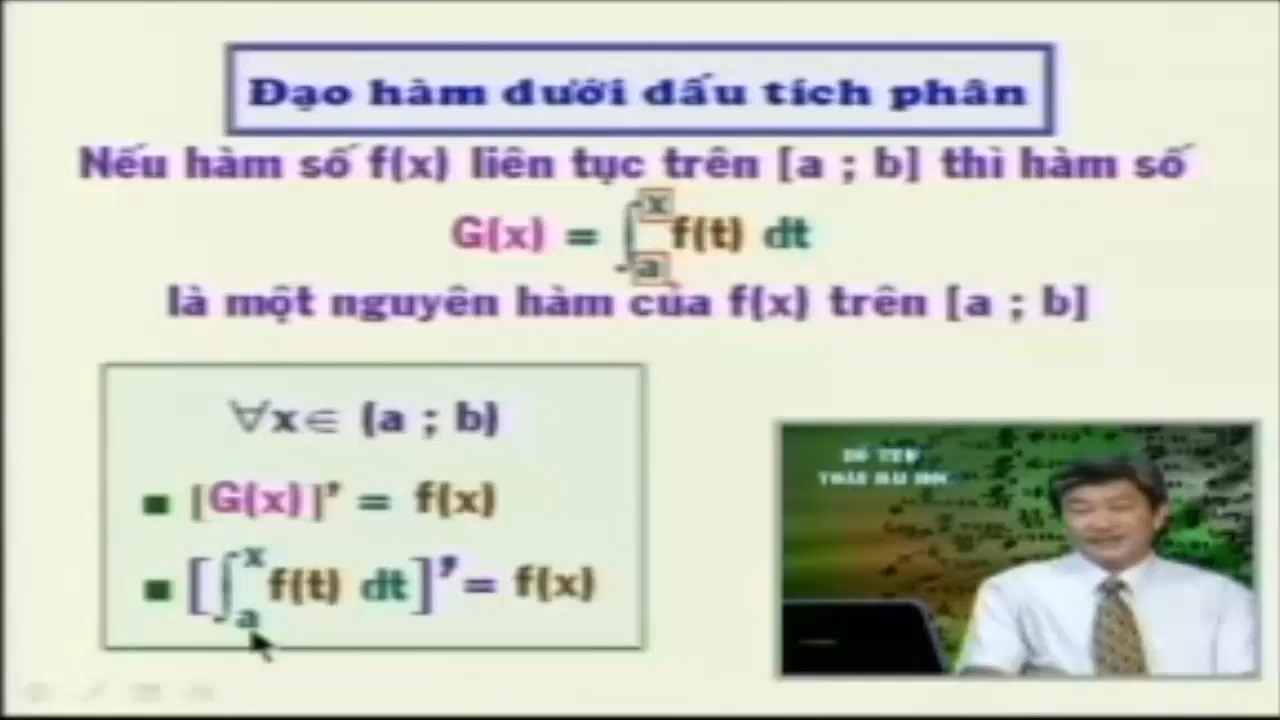 Đạo hàm dưới dấu tích phân
Nếu hàm số f(x) liên tục trên [a ; b] thì hàm số
G(x) = ∫ₐˣ f(t) dt
là một nguyên hàm của f(x) trên [a ; b]
∀x∈ (a ; b)
▪ [G(x)]' = f(x)
▪ [∫ₐˣ f(t) dt]' = f(x)